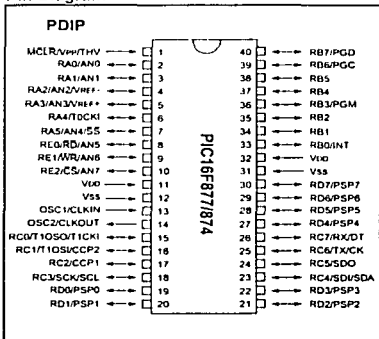 PDIP
MCLR/VPP/THV 1
RA0/AN0 2
RA1/AN1 3
RA2/AN2/VREF- 4
RA3/AN3/VREF+ 5
RA4/T0CKI 6
RA5/AN4/SS 7
RE0/RD/AN5 8
RE1/WR/AN6 9
RE2/CS/AN7 10
VDD 11
VSS 12
OSC1/CLKIN 13
OSC2/CLKOUT 14
RC0/T1OSO/T1CKI 15
RC1/T1OSI/CCP2 16
RC2/CCP1 17
RC3/SCK/SCL 18
RD0/PSP0 19
RD1/PSP1 20
PIC16F877/874
40 RB7/PGD
39 RB6/PGC
38 RB5
37 RB4
36 RB3/PGM
35 RB2
34 RB1
33 RB0/INT
32 VDD
31 VSS
30 RD7/PSP7
29 RD6/PSP6
28 RD5/PSP5
27 RD4/PSP4
26 RC7/RX/DT
25 RC6/TX/CK
24 RC5/SDO
23 RC4/SDI/SDA
22 RD3/PSP3
21 RD2/PSP2